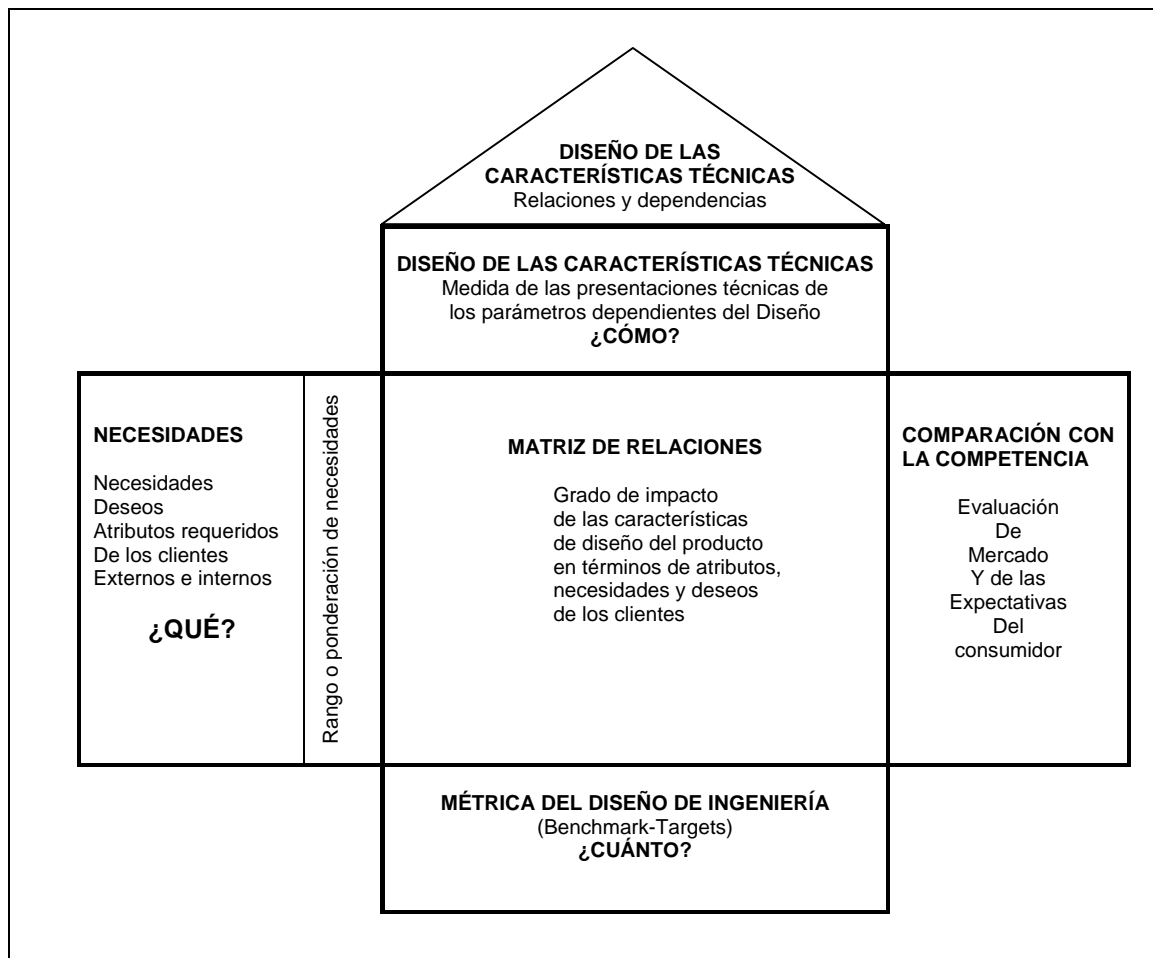 DISEÑO DE LAS
CARACTERÍSTICAS TÉCNICAS
Relaciones y dependencias
DISEÑO DE LAS CARACTERÍSTICAS TÉCNICAS
Medida de las presentaciones técnicas de
los parámetros dependientes del Diseño
¿CÓMO?
NECESIDADES
Necesidades
Deseos
Atributos requeridos
De los clientes
Externos e internos
¿QUÉ?
Rango o ponderación de necesidades
MATRIZ DE RELACIONES
Grado de impacto
de las características
de diseño del producto
en términos de atributos,
necesidades y deseos
de los clientes
COMPARACIÓN CON
LA COMPETENCIA
Evaluación
De
Mercado
Y de las
Expectativas
Del
consumidor
MÉTRICA DEL DISEÑO DE INGENIERÍA
(Benchmark-Targets)
¿CUÁNTO?